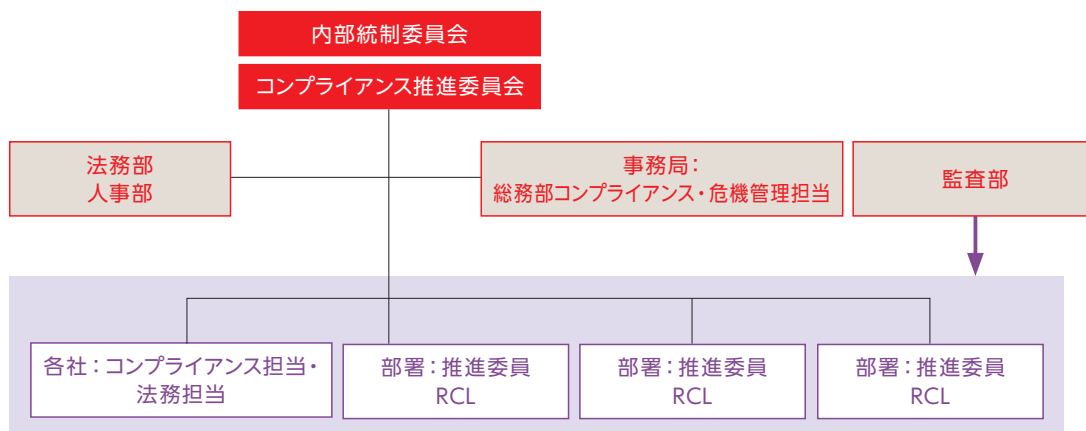 内部統制委員会
コンプライアンス推進委員会
法務部
人事部
事務局：
総務部コンプライアンス・危機管理担当
監査部
各社：コンプライアンス担当・
法務担当
部署：推進委員
RCL
部署：推進委員
RCL
部署：推進委員
RCL